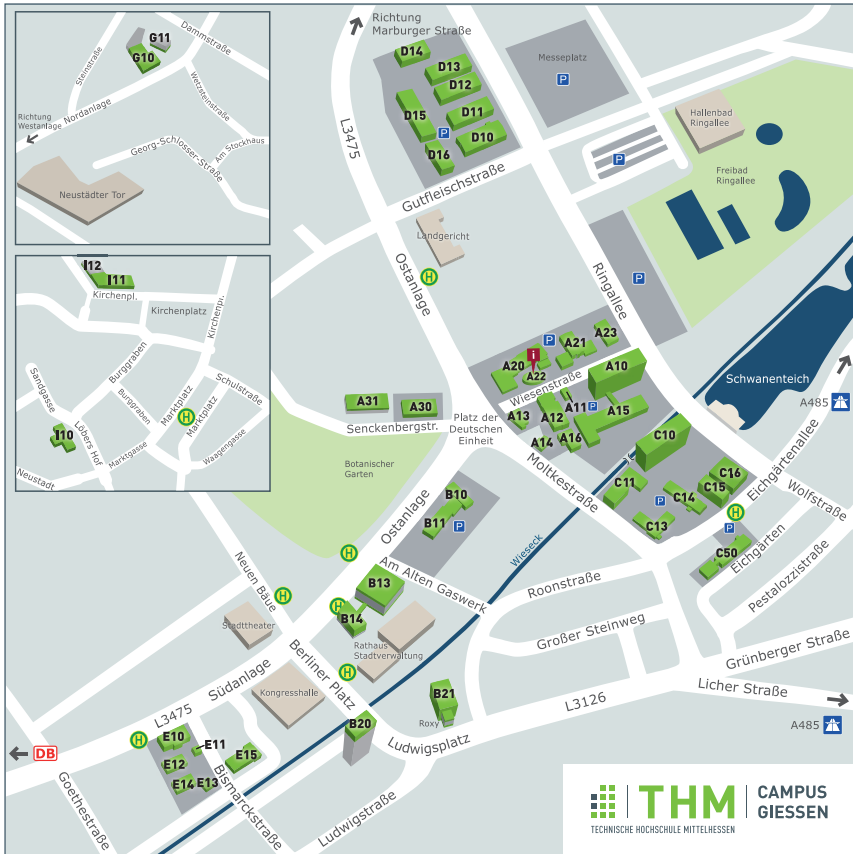 G11
G10
Dammstraße
Steinstraße
Wetzsteinstraße
Nordanlage
Richtung
Westanlage
Georg-Schlosser-Straße
Am Stockhaus
Neustädter Tor
I12
I11
Kirchenpl.
Kirchenplatz
Kirchenpl.
Burggraben
Burggraben
Sandgasse
Löbers Hof
Marktplatz
Marktplatz
Schulstraße
Marktgasse
Waagengasse
I10
Neustadt
H
Richtung
Marburger Straße
L3475
D14
D13
D12
D15
D11
D10
D16
P
Messeplatz
P
Hallenbad
Ringallee
P
Freibad
Ringallee
Gutfleischstraße
Landgericht
H
Ostanlage
Ringallee
P
A23
A21
P
i
A20
A22
A10
Wiesenstraße
A11
P
A15
A13
A12
A14
A16
Schwanenteich
A485
A31
A30
Senckenbergstr.
Platz der
Deutschen
Einheit
Moltkestraße
Botanischer
Garten
C10
C16
C15
C11
C14
P
C13
Eichgärtenallee
H
Wolfstraße
P
C50
Eichgärten
Pestalozzistraße
Ostanlage
B10
B11
P
Wieseck
H
Am Alten Gaswerk
B13
H
B14
Roonstraße
Großer Steinweg
Grünberger Straße
Licher Straße
A485
Neuen Bäue
H
Stadttheater
Rathaus
Stadtverwaltung
H
Berliner Platz
Kongresshalle
Südanlage
L3475
B21
Roxy
B20
L3126
Ludwigsplatz
Ludwigstraße
H
E10
E11
E12
E15
E14
E13
DB
Goethestraße
Bismarckstraße
THM
CAMPUS
GIESSEN
TECHNISCHE HOCHSCHULE MITTELHESSEN